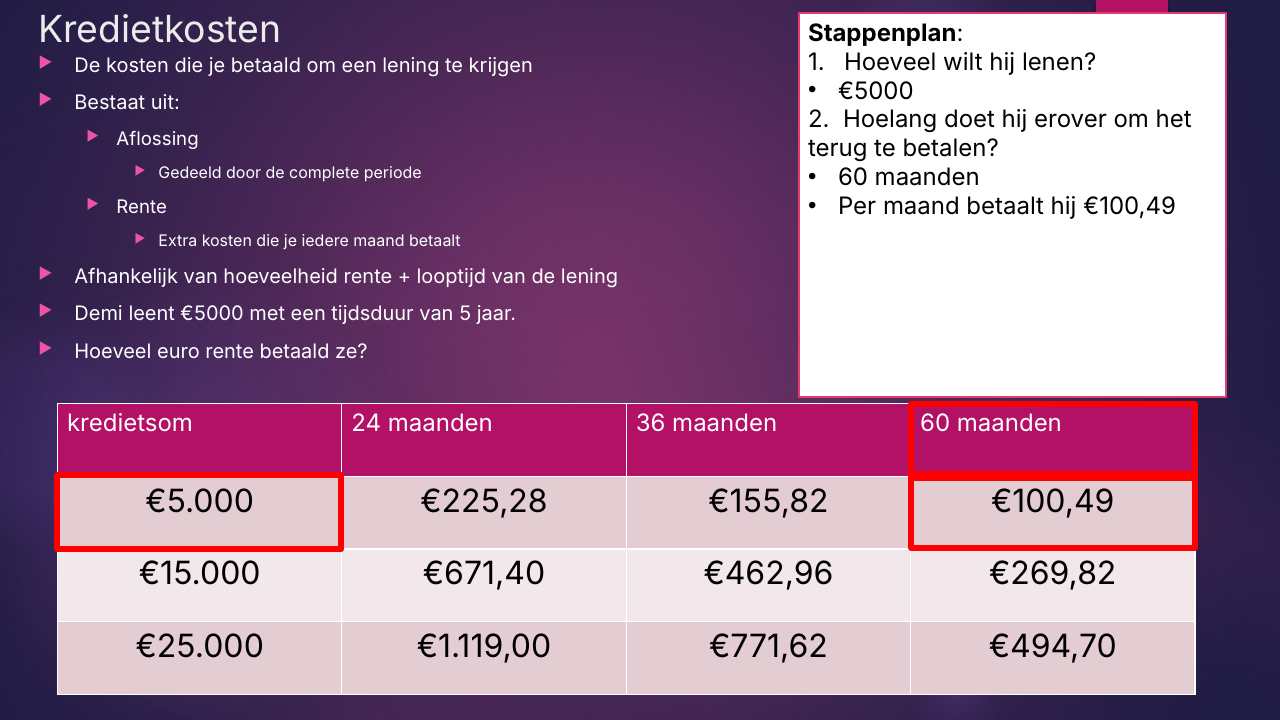 Kredietkosten
De kosten die je betaald om een lening te krijgen
Bestaat uit:
Aflossing
Gedeeld door de complete periode
Rente
Extra kosten die je iedere maand betaalt
Afhankelijk van hoeveelheid rente + looptijd van de lening
Demi leent €5000 met een tijdsduur van 5 jaar.
Hoeveel euro rente betaald ze?
Stappenplan:
1. Hoeveel wilt hij lenen?
• €5000
2. Hoelang doet hij erover om het
terug te betalen?
• 60 maanden
• Per maand betaalt hij €100,49
kredietsom 24 maanden 36 maanden 60 maanden
€5.000 €225,28 €155,82 €100,49
€15.000 €671,40 €462,96 €269,82
€25.000 €1.119,00 €771,62 €494,70